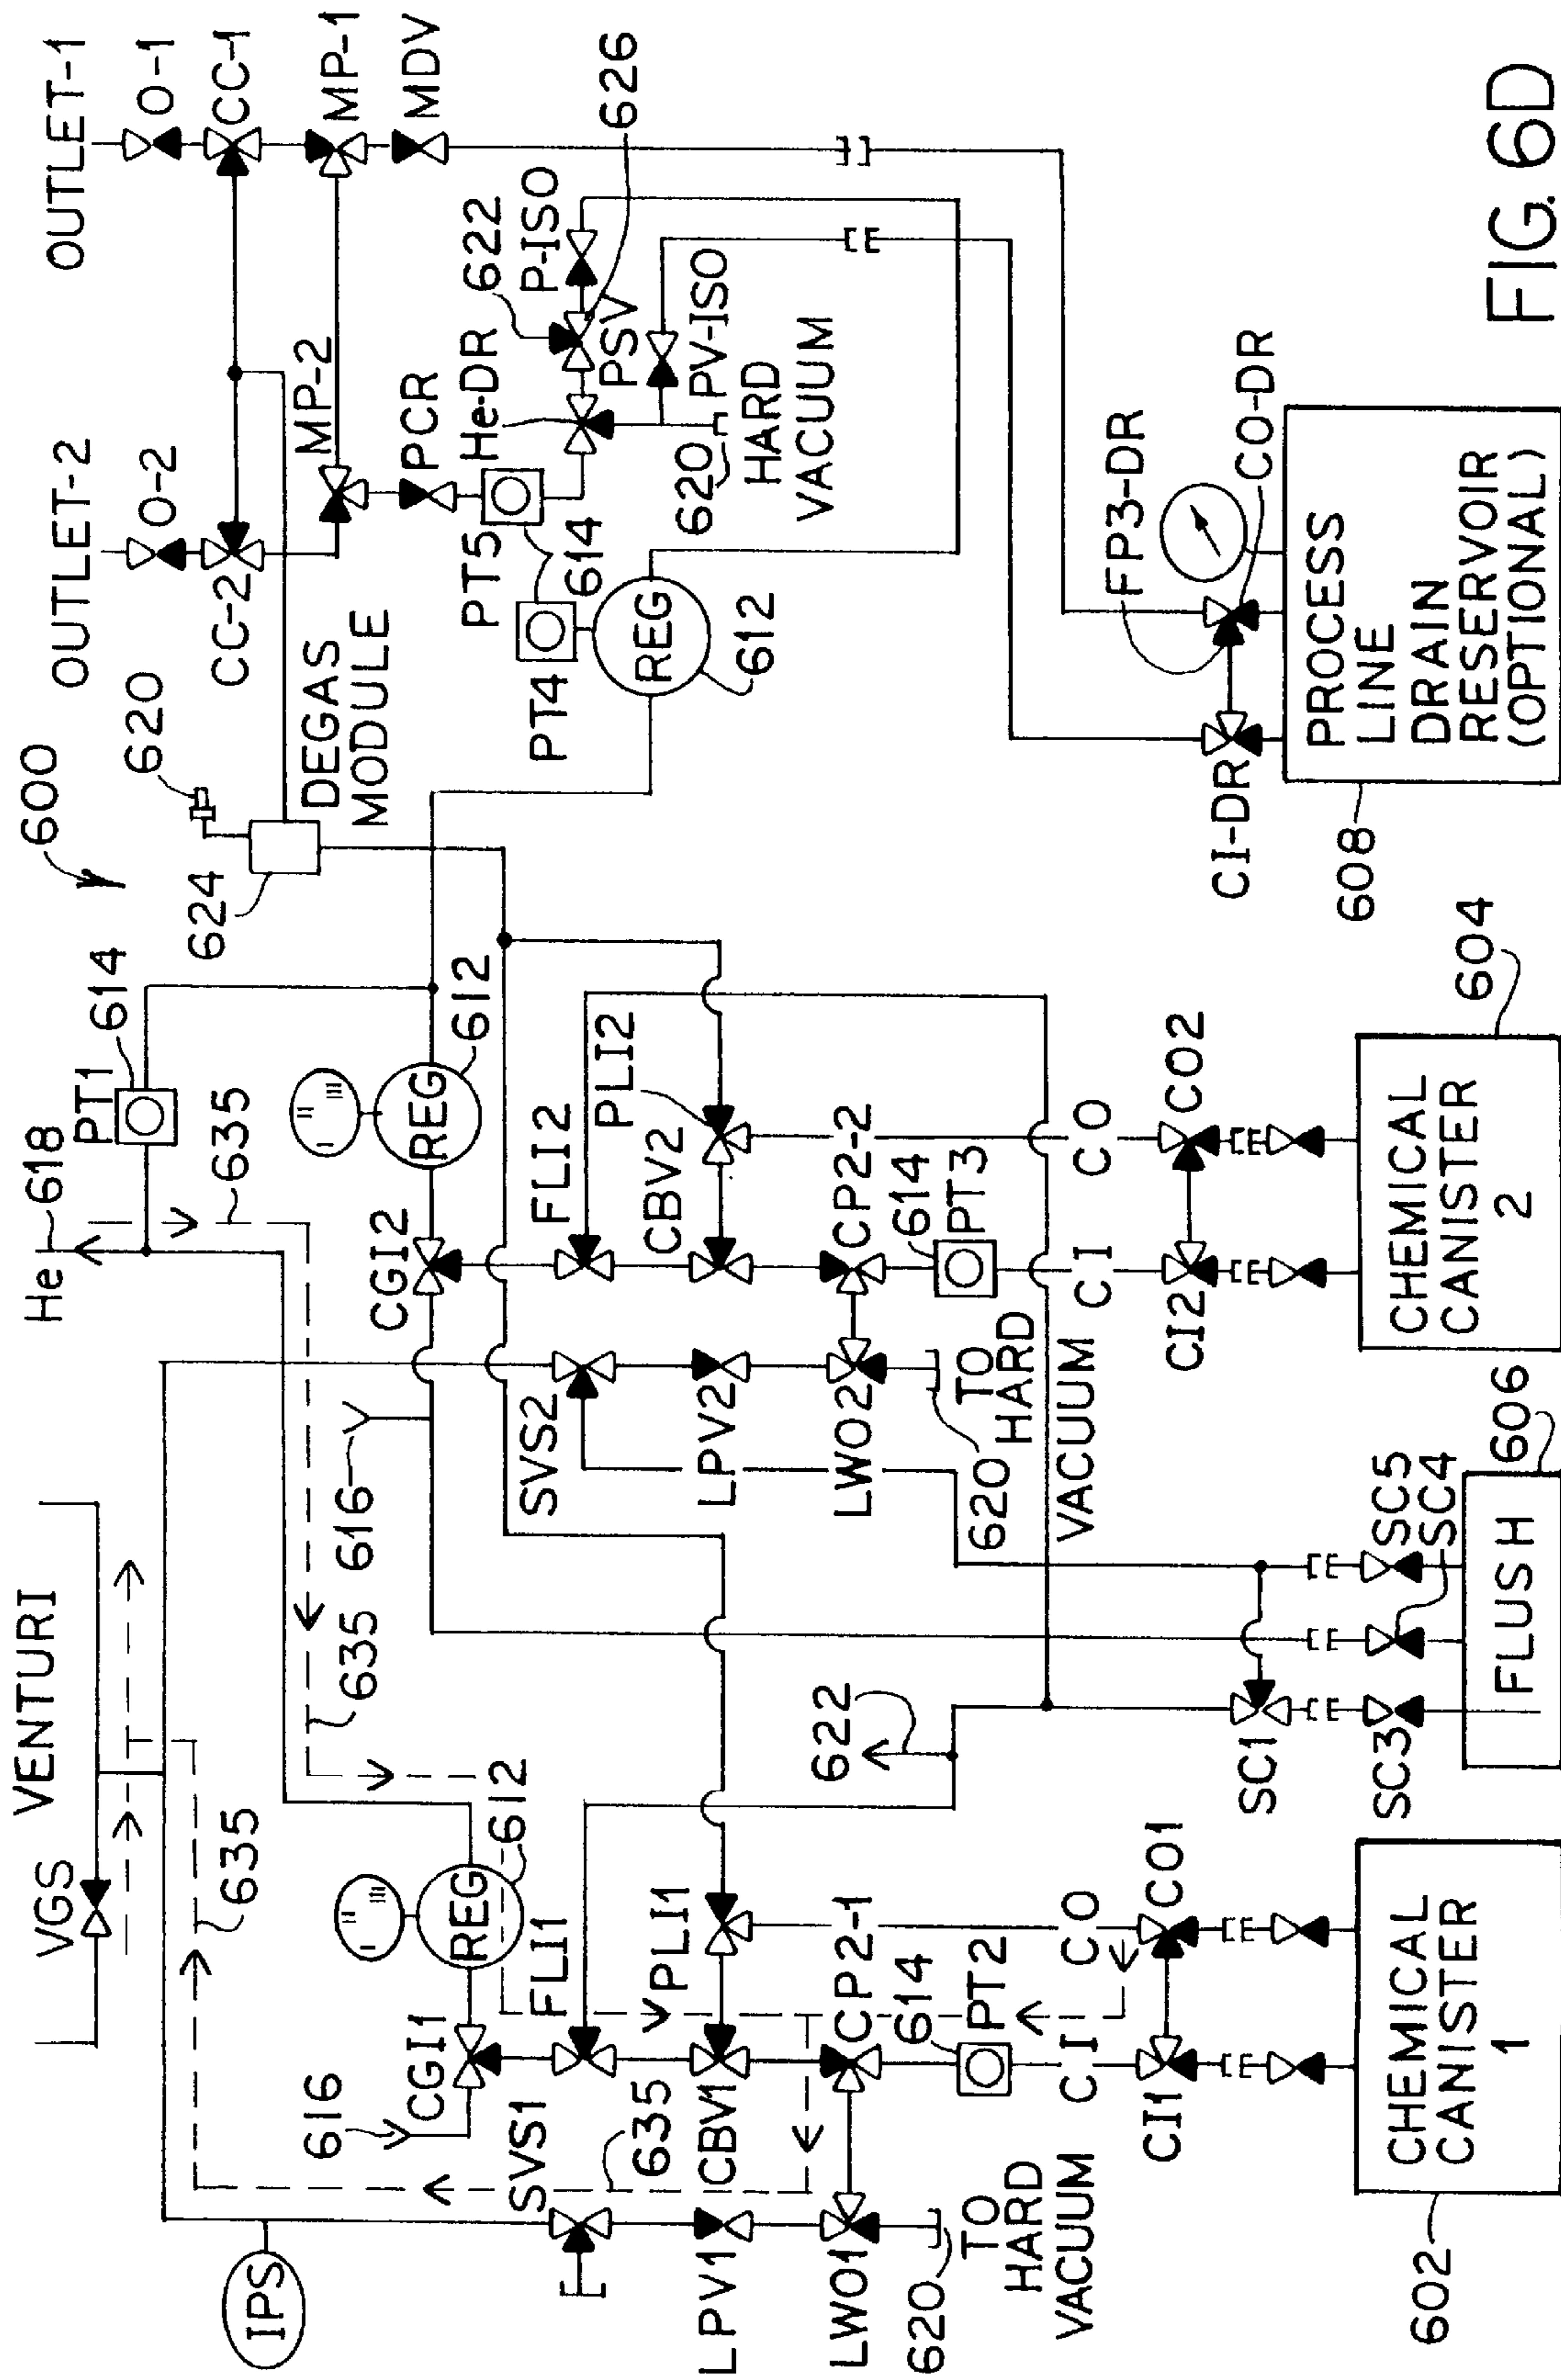 OUTLET-1
O-1
CC-1
MP-1
MDV
626
OUTLET-2
O-2
CC-2
MP-2
PCR
He-DR
622
P-ISO
PSV
PV-ISO
620
HARD
VACUUM
PT5
614
PT4
REG
612
620
DEGAS
MODULE
624
600
FP3-DR
CO-DR
CI-DR
PROCESS
LINE
DRAIN
RESERVOIR
(OPTIONAL)
608
FIG. 6D
He
618
PT1
614
635
612
REG
CGI2
FLI2
PLI2
CBV2
CP2-2
614
PT3
CO
CI
CO2
CI2
CHEMICAL
CANISTER
2
604
SVS2
LPV2
LWO2
620
TO
HARD
VACUUM
616
635
VENTURI
VGS
635
622
SC1
SC3
SC5
SC4
FLUSH
606
612
REG
FLI1
CGI1
616
PLI1
CP2-1
614
PT2
CO
CI
CO1
CI1
CHEMICAL
CANISTER
1
602
SVS1
635
CBV1
LPV1
LWO1
620
TO
HARD
VACUUM
IPS